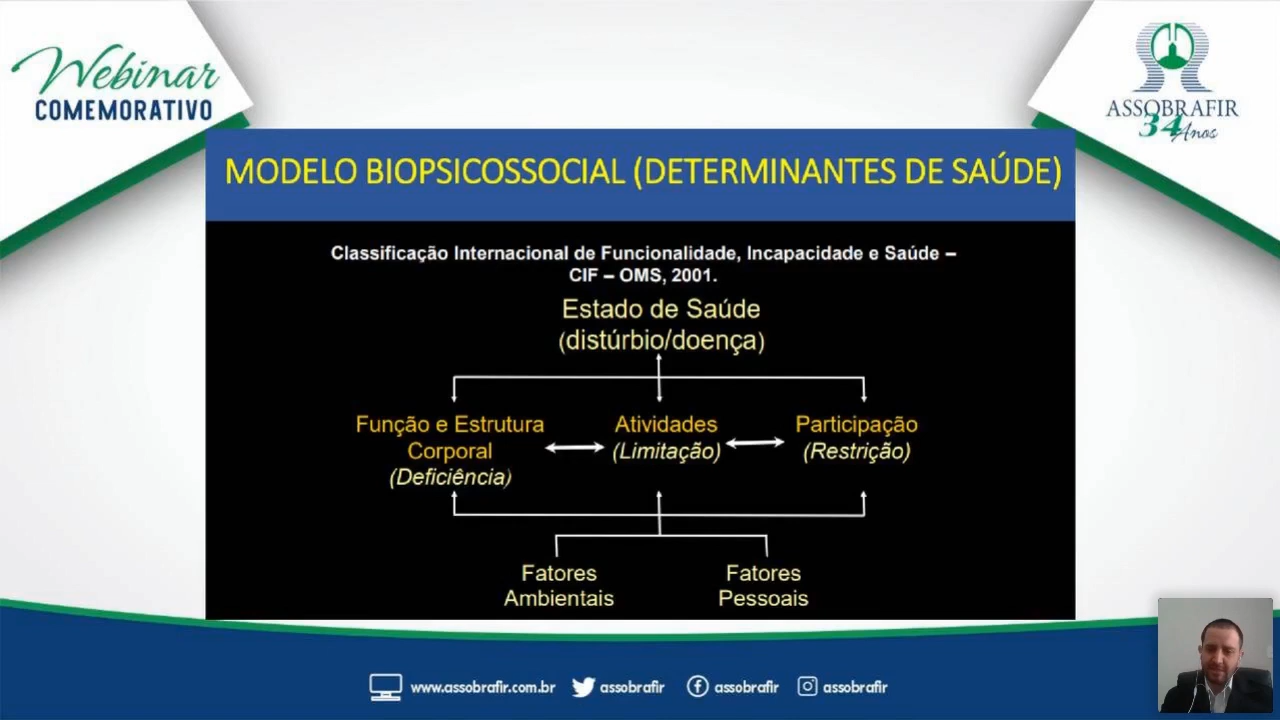 Webinar
COMEMORATIVO
ASSOBRAFIR
34 Anos
MODELO BIOPSICOSSOCIAL (DETERMINANTES DE SAÚDE)
Classificação Internacional de Funcionalidade, Incapacidade e Saúde –
CIF – OMS, 2001.
Estado de Saúde
(distúrbio/doença)
Função e Estrutura
Corporal
(Deficiência)
Atividades
(Limitação)
Participação
(Restrição)
Fatores
Ambientais
Fatores
Pessoais
www.assobrafir.com.br assobrafir assobrafir assobrafir